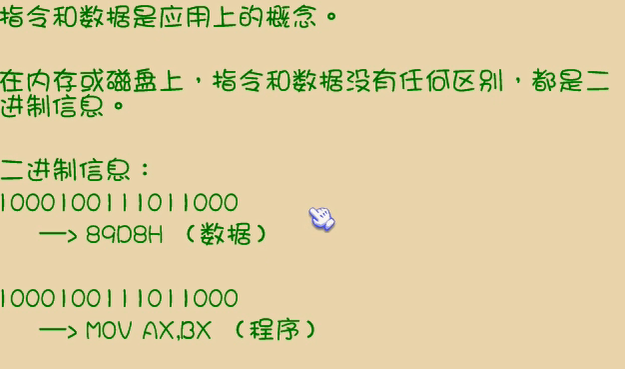 指令和数据是应用上的概念。
在内存或磁盘上，指令和数据没有任何区别，都是二
进制信息。
二进制信息：
1000100111011000
—> 89D8H （数据）
1000100111011000
—> MOV AX,BX （程序）